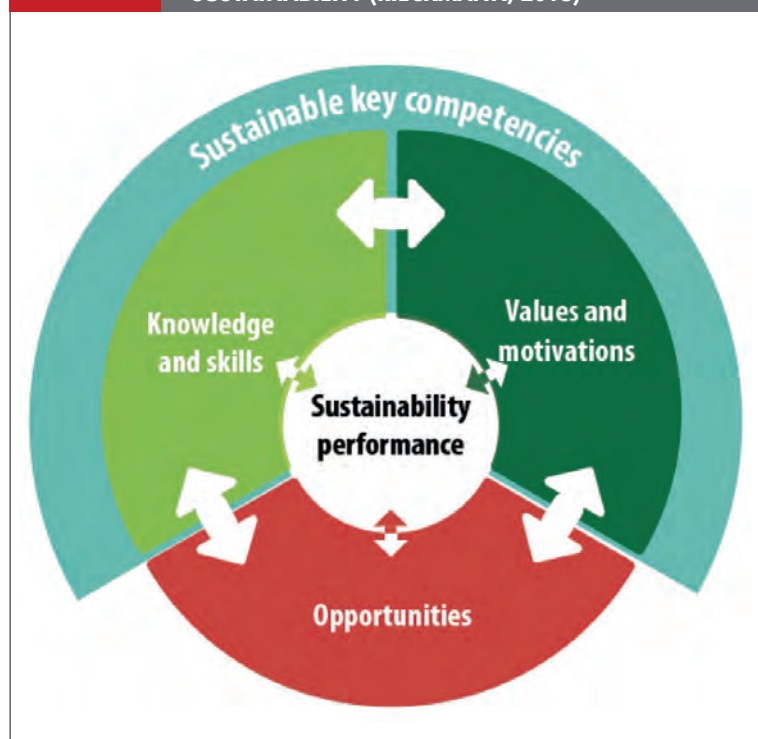 Sustainable key competencies
Knowledge
and skills
Values and
motivations
Sustainability
performance
Opportunities